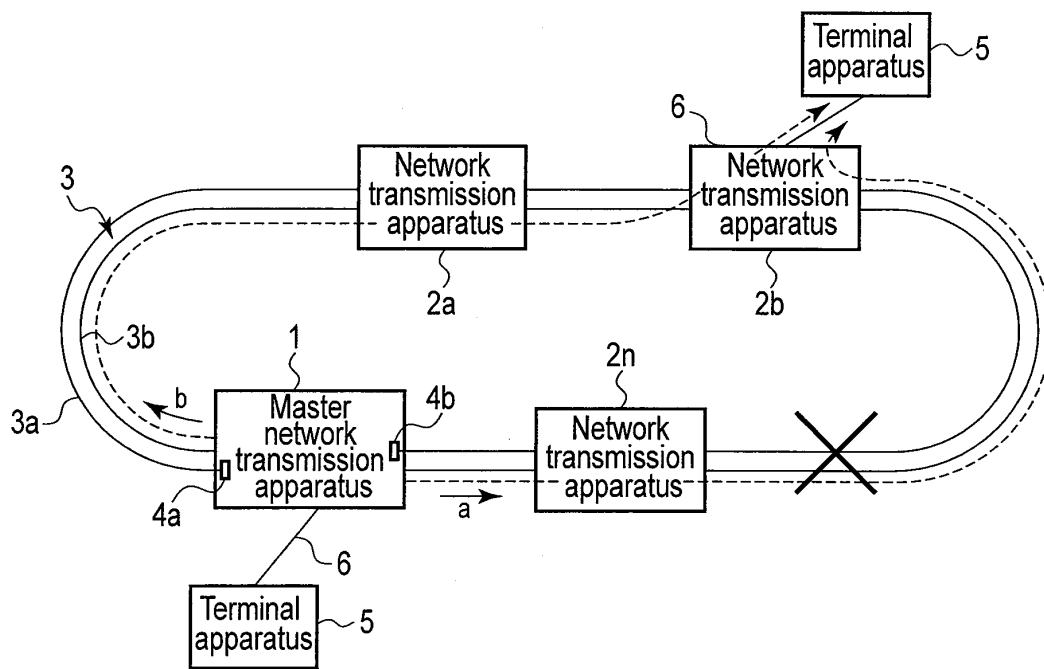 Terminal
apparatus
5
6
Network
transmission
apparatus
Network
transmission
apparatus
3
2a
2b
3b
1
2n
b
4b
3a
Master
network
transmission
apparatus
Network
transmission
apparatus
4a
a
6
Terminal
apparatus
5